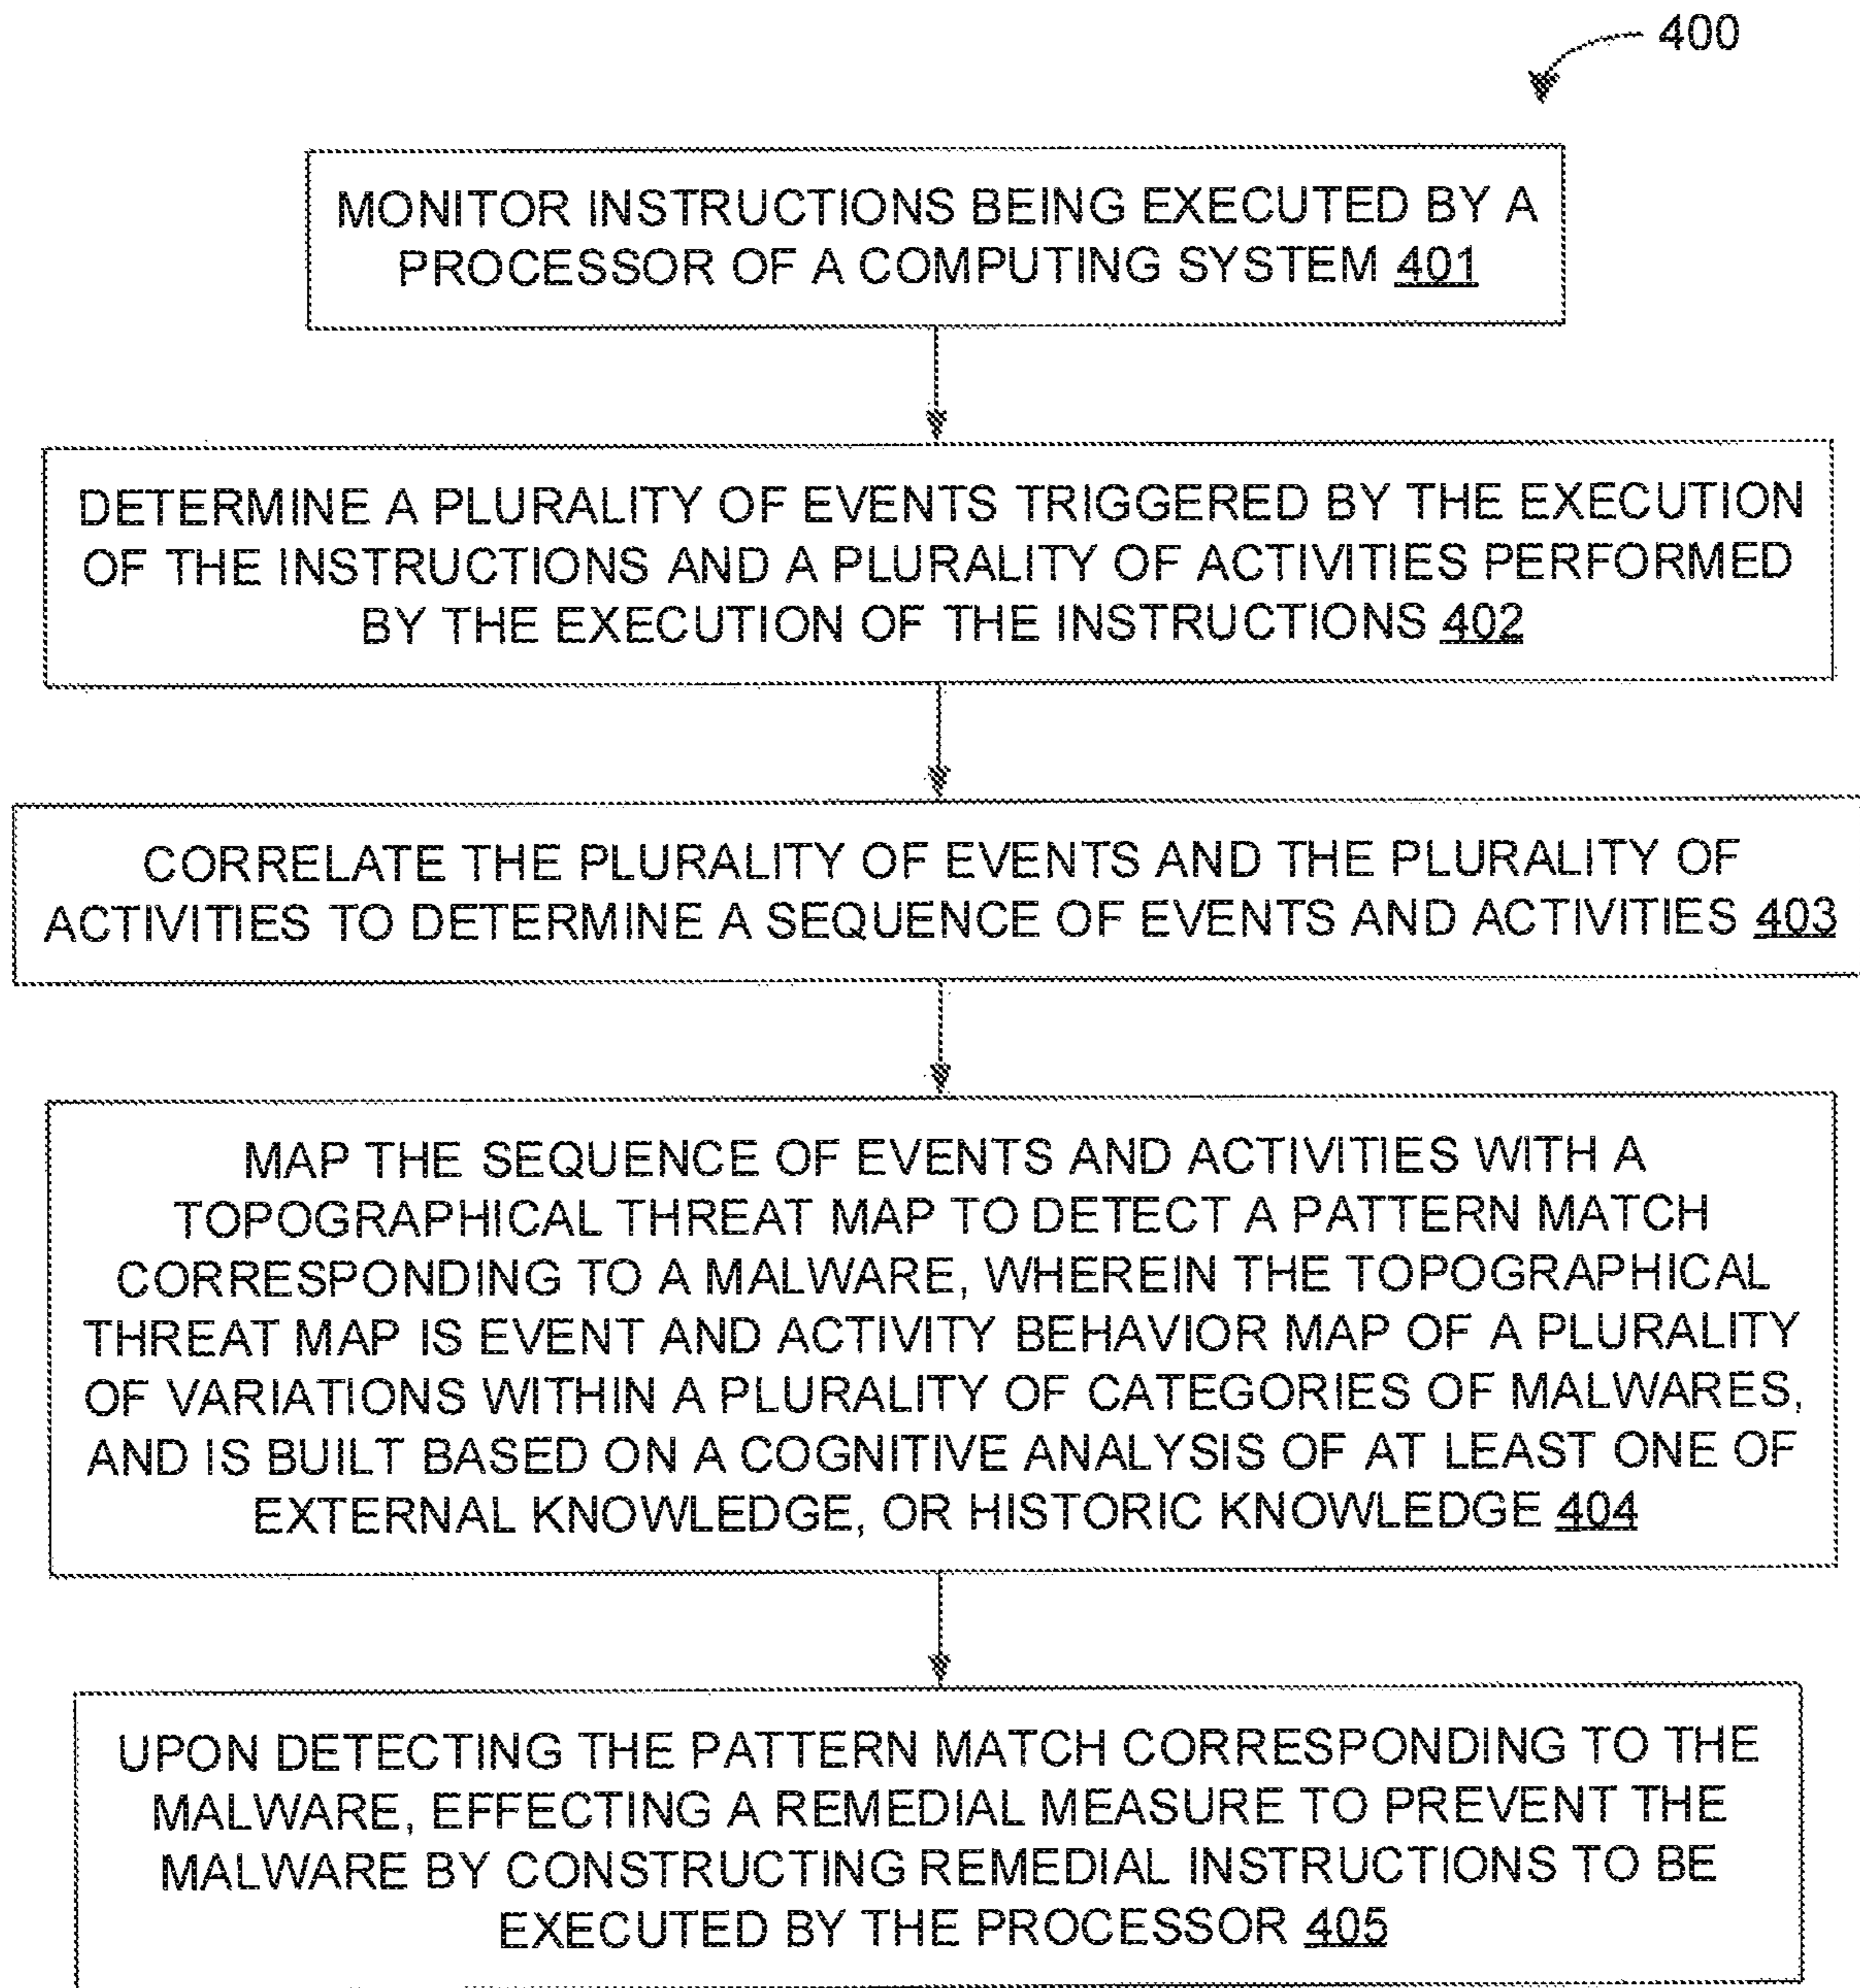 400
MONITOR INSTRUCTIONS BEING EXECUTED BY A
PROCESSOR OF A COMPUTING SYSTEM 401
DETERMINE A PLURALITY OF EVENTS TRIGGERED BY THE EXECUTION
OF THE INSTRUCTIONS AND A PLURALITY OF ACTIVITIES PERFORMED
BY THE EXECUTION OF THE INSTRUCTIONS 402
CORRELATE THE PLURALITY OF EVENTS AND THE PLURALITY OF
ACTIVITIES TO DETERMINE A SEQUENCE OF EVENTS AND ACTIVITIES 403
MAP THE SEQUENCE OF EVENTS AND ACTIVITIES WITH A
TOPOGRAPHICAL THREAT MAP TO DETECT A PATTERN MATCH
CORRESPONDING TO A MALWARE, WHEREIN THE TOPOGRAPHICAL
THREAT MAP IS EVENT AND ACTIVITY BEHAVIOR MAP OF A PLURALITY
OF VARIATIONS WITHIN A PLURALITY OF CATEGORIES OF MALWARES,
AND IS BUILT BASED ON A COGNITIVE ANALYSIS OF AT LEAST ONE OF
EXTERNAL KNOWLEDGE, OR HISTORIC KNOWLEDGE 404
UPON DETECTING THE PATTERN MATCH CORRESPONDING TO THE
MALWARE, EFFECTING A REMEDIAL MEASURE TO PREVENT THE
MALWARE BY CONSTRUCTING REMEDIAL INSTRUCTIONS TO BE
EXECUTED BY THE PROCESSOR 405